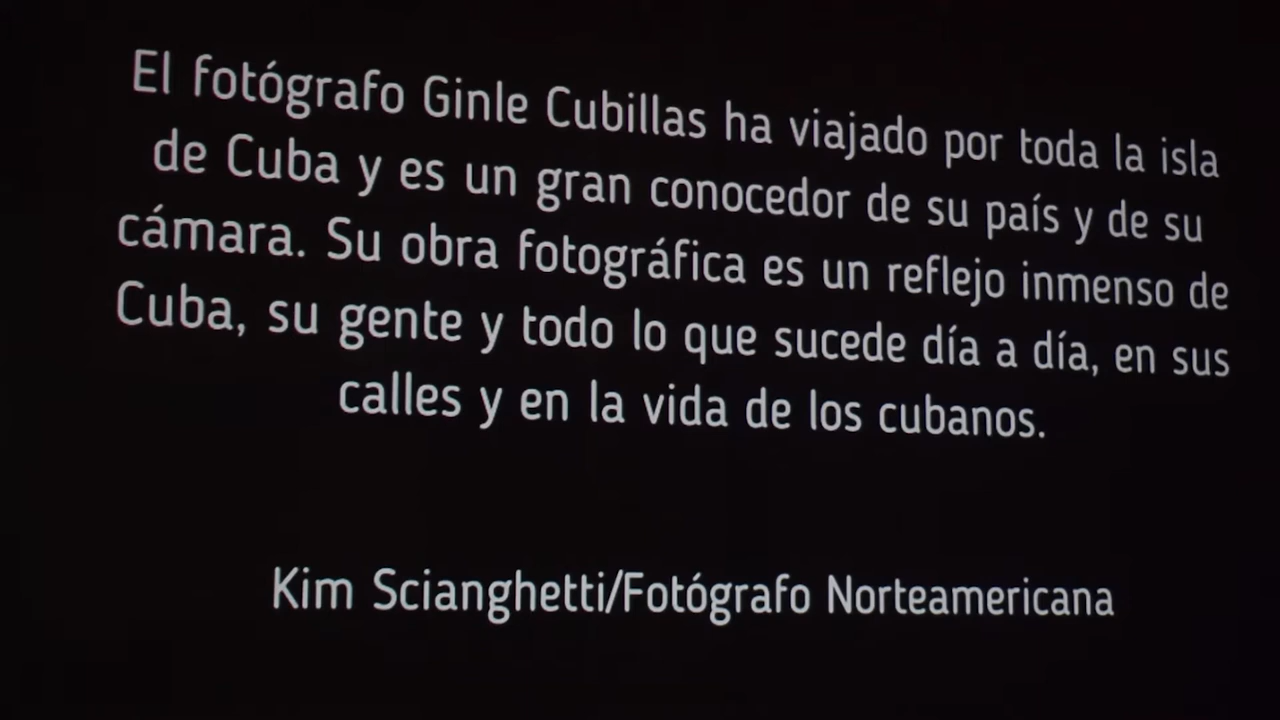 El fotógrafo Ginle Cubillas ha viajado por toda la isla
de Cuba y es un gran conocedor de su país y de su
cámara. Su obra fotográfica es un reflejo inmenso de
Cuba, su gente y todo lo que sucede día a día, en sus
calles y en la vida de los cubanos.
Kim Scianghetti/Fotógrafo Norteamericana